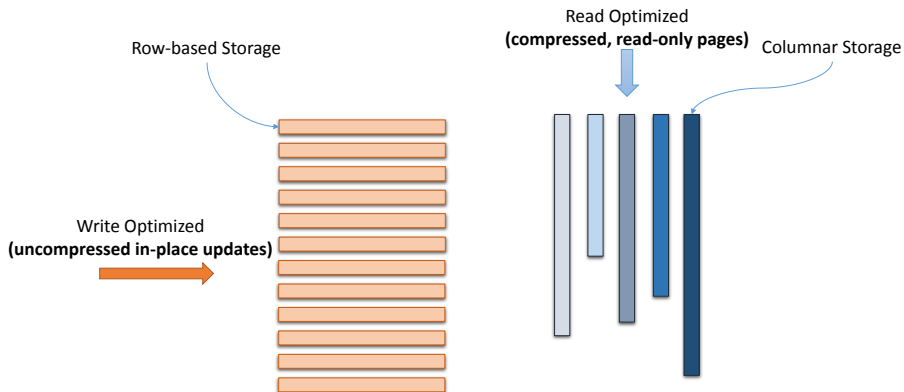 Row-based Storage
Read Optimized
(compressed, read-only pages)
Columnar Storage
Write Optimized
(uncompressed in-place updates)